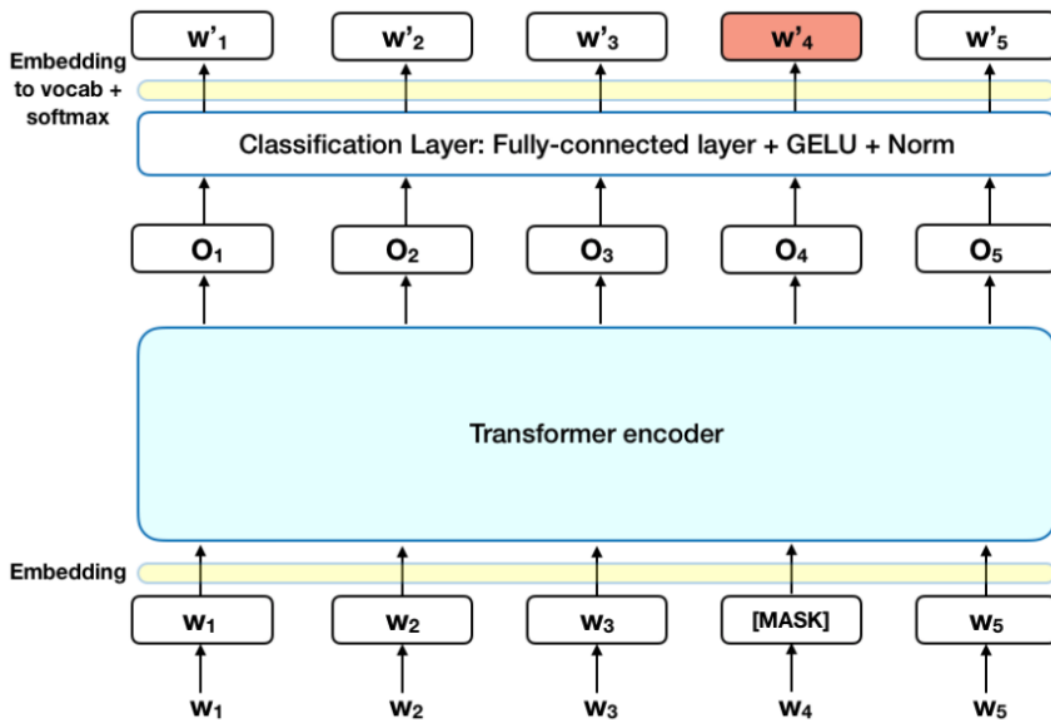 w’₁ w’₂ w’₃ w’₄ w’₅
Embedding
to vocab +
softmax
Classification Layer: Fully-connected layer + GELU + Norm
O₁ O₂ O₃ O₄ O₅
Transformer encoder
Embedding
W₁ W₂ W₃ [MASK] W₅
w₁ w₂ w₃ w₄ w₅